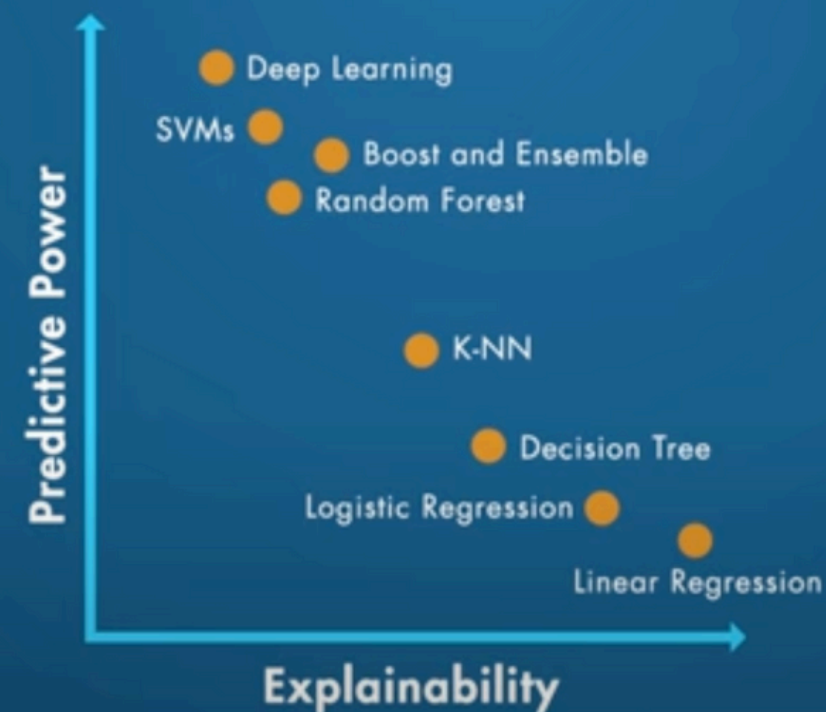 Deep Learning
SVMs
Boost and Ensemble
Random Forest
Predictive Power
K-NN
Decision Tree
Logistic Regression
Linear Regression
Explainability